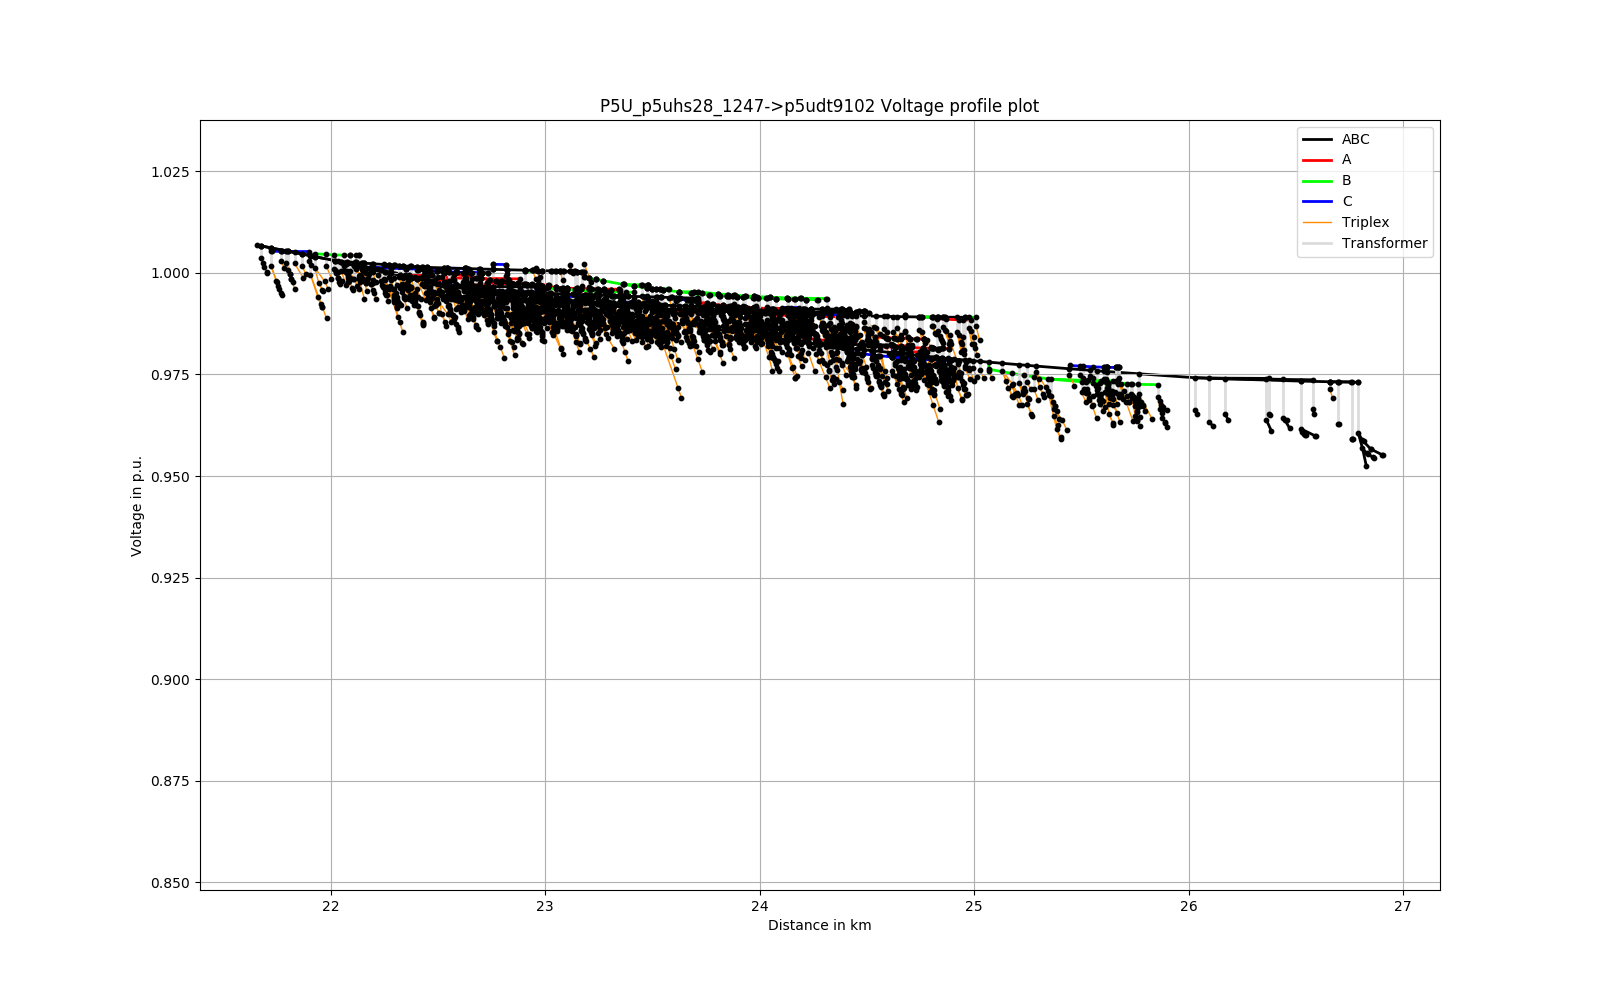 P5U_p5uhs28_1247->p5udt9102 Voltage profile plot
ABC
A
B
C
Triplex
Transformer
1.025
1.000
0.975
0.950
0.925
0.900
0.875
0.850
Voltage in p.u.
22 23 24 25 26 27
Distance in km